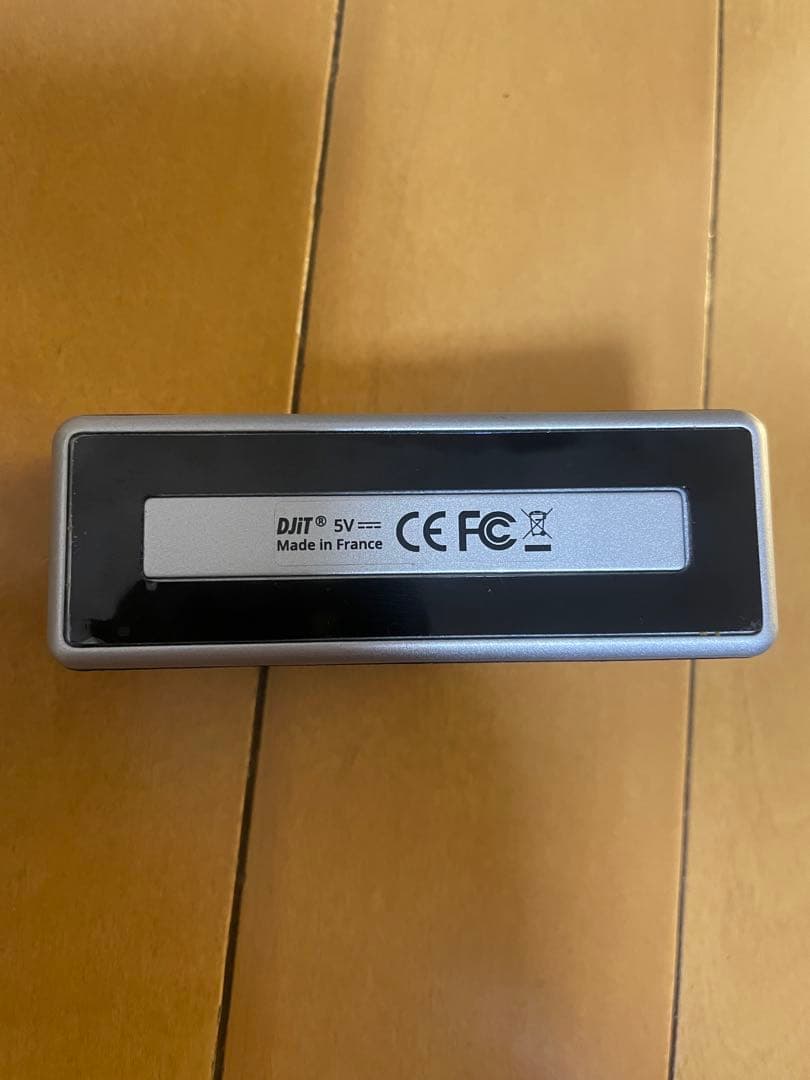 DJiT® 5V ⎓
Made in France
CE FC